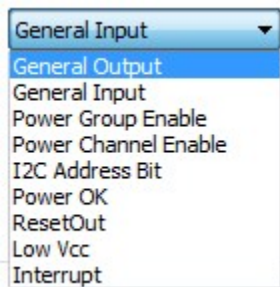 General Input
General Output
General Input
Power Group Enable
Power Channel Enable
I2C Address Bit
Power OK
ResetOut
Low Vcc
Interrupt